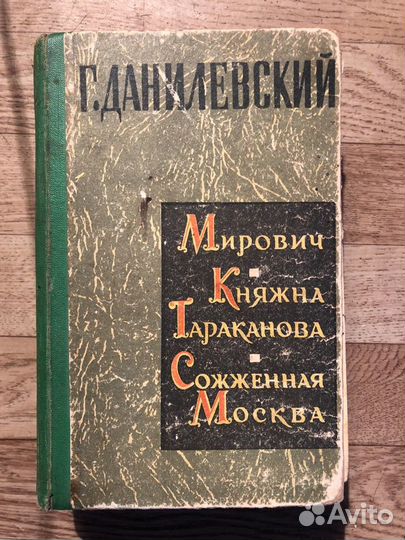 Г. ДАНИЛЕВСКИЙ
МИРОВИЧ
КНЯЖНА
ТАРАКАНОВА
СОЖЖЕННАЯ
МОСКВА
Avito